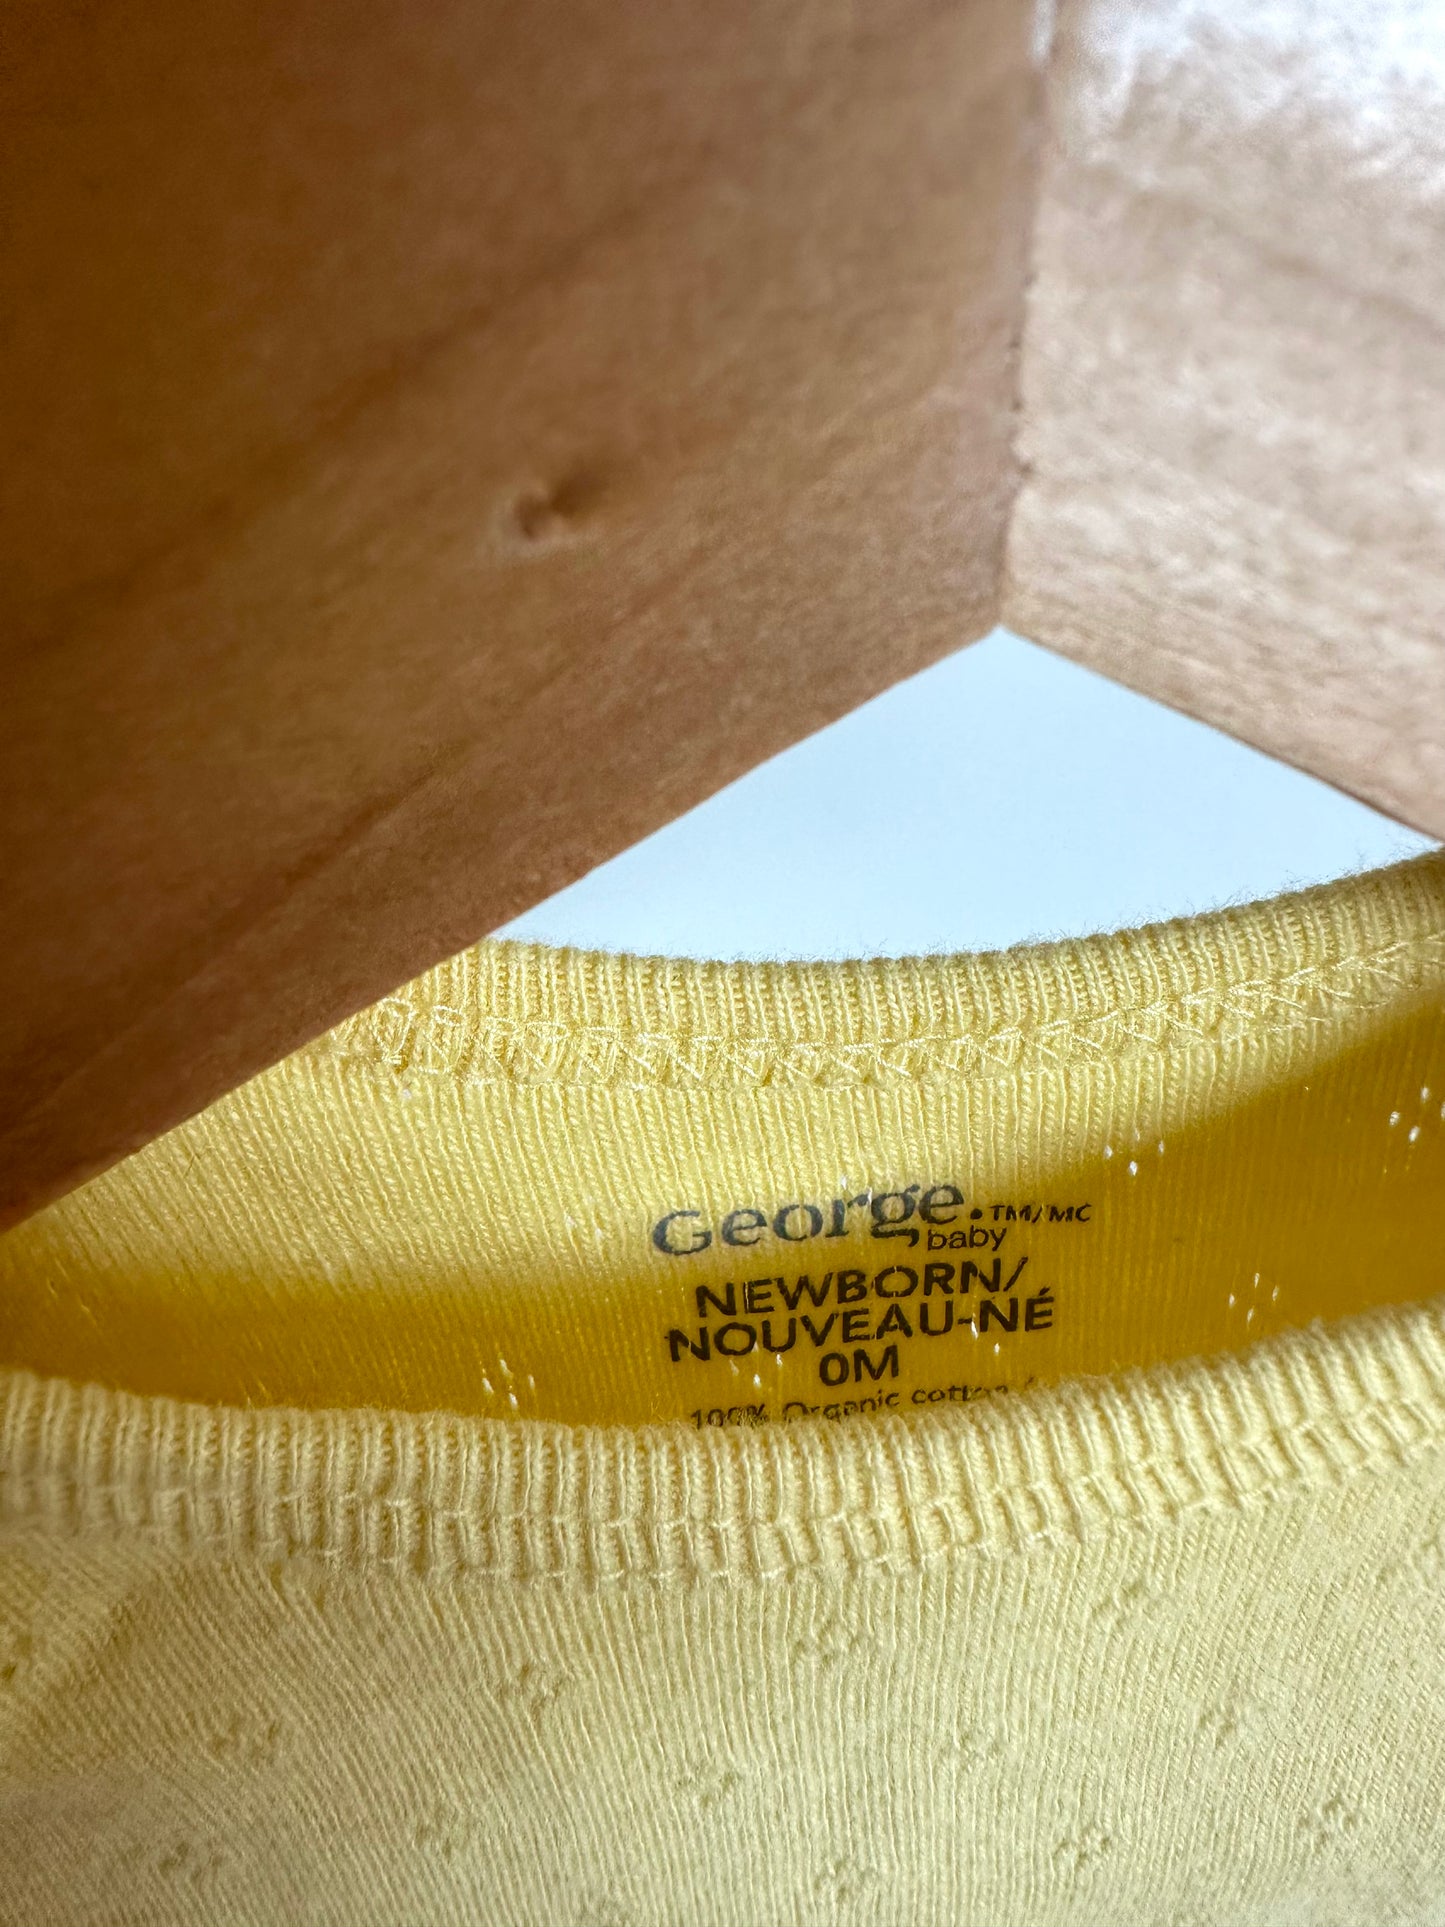 George.TM/MC
baby
NEWBORN/
NOUVEAU-NÉ
0M
100% Organic cotton